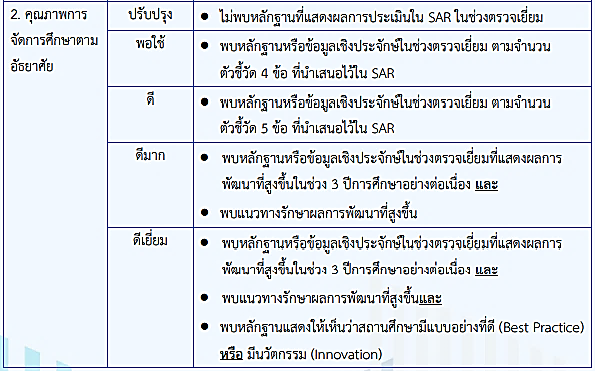 2. คุณภาพการ
จัดการศึกษาตาม
อัธยาศัย
ปรับปรุง
● ไม่พบหลักฐานที่แสดงผลการประเมินใน SAR ในช่วงตรวจเยี่ยม
พอใช้
● พบหลักฐานหรือข้อมูลเชิงประจักษ์ในช่วงตรวจเยี่ยม ตามจำนวน
ตัวชี้วัด 4 ข้อ ที่นำเสนอไว้ใน SAR
ดี
● พบหลักฐานหรือข้อมูลเชิงประจักษ์ในช่วงตรวจเยี่ยม ตามจำนวน
ตัวชี้วัด 5 ข้อ ที่นำเสนอไว้ใน SAR
ดีมาก
● พบหลักฐานหรือข้อมูลเชิงประจักษ์ในช่วงตรวจเยี่ยมที่แสดงผลการ
พัฒนาที่สูงขึ้นในช่วง 3 ปีการศึกษาอย่างต่อเนื่อง และ
● พบแนวทางรักษาผลการพัฒนาที่สูงขึ้น
ดีเยี่ยม
● พบหลักฐานหรือข้อมูลเชิงประจักษ์ในช่วงตรวจเยี่ยมที่แสดงผลการ
พัฒนาที่สูงขึ้นในช่วง 3 ปีการศึกษาอย่างต่อเนื่อง และ
● พบแนวทางรักษาผลการพัฒนาที่สูงขึ้นและ
● พบหลักฐานแสดงให้เห็นว่าสถานศึกษามีแบบอย่างที่ดี (Best Practice)
หรือ มีนวัตกรรม (Innovation)